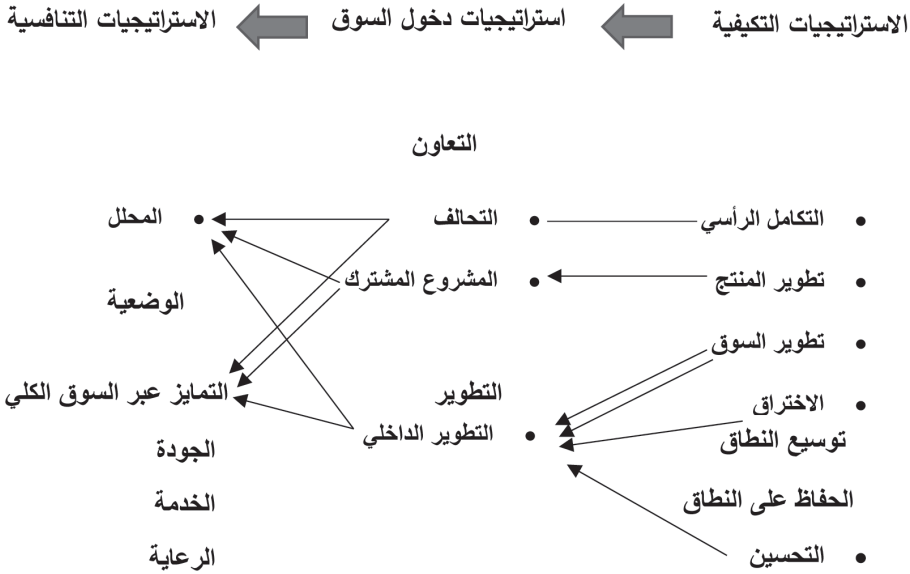 الاستراتيجيات التكيفية استراتيجيات دخول السوق الاستراتيجيات التنافسية
التعاون
• التكامل الرأسي • التحالف • المحلل
• تطوير المنتج • المشروع المشترك
الوضعية
• تطوير السوق
• الاختراق التطوير التمايز عبر السوق الكلي
توسيع النطاق • التطوير الداخلي
الجودة
الحفاظ على النطاق الخدمة
• التحسين الرعاية